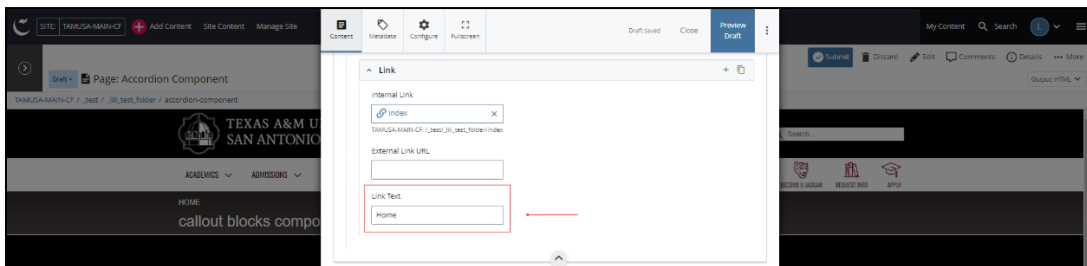 SITE: TAMUSA-MAIN-CF Add Content Site Content Manage Site
Content Metadata Configure Fullscreen
Draft saved Close Preview Draft
My Content Search L
Draft Page: Accordion Component
Submit Discard Edit Comments Details More
Output: HTML
TAMUSA-MAIN-CF / _test / _lili_test_folder / accordion-component
Link
Internal Link
index
TAMUSA-MAIN-CF: /_test/_lili_test_folder/index
External Link URL
Link Text
Home
TEXAS A&M U
SAN ANTONIO
Search...
ACADEMICS ADMISSIONS
BECOME A JAGUAR REQUEST INFO APPLY
HOME
callout blocks compo